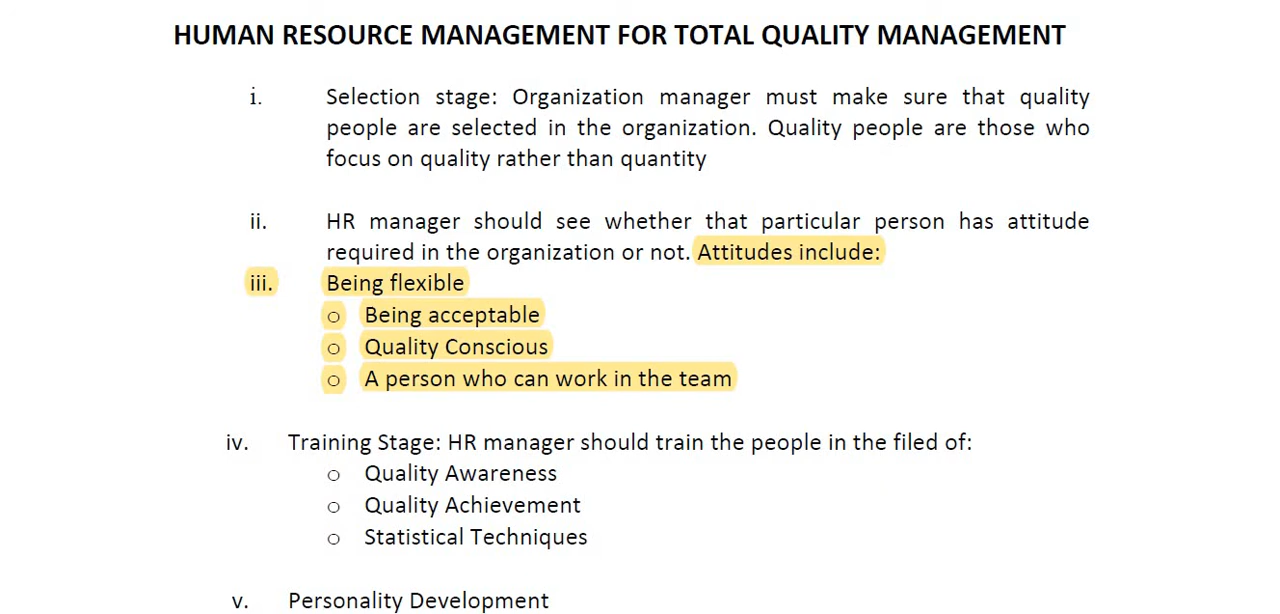 HUMAN RESOURCE MANAGEMENT FOR TOTAL QUALITY MANAGEMENT
i. Selection stage: Organization manager must make sure that quality
people are selected in the organization. Quality people are those who
focus on quality rather than quantity
ii. HR manager should see whether that particular person has attitude
required in the organization or not. Attitudes include:
iii. Being flexible
o Being acceptable
o Quality Conscious
o A person who can work in the team
iv. Training Stage: HR manager should train the people in the filed of:
o Quality Awareness
o Quality Achievement
o Statistical Techniques
v. Personality Development